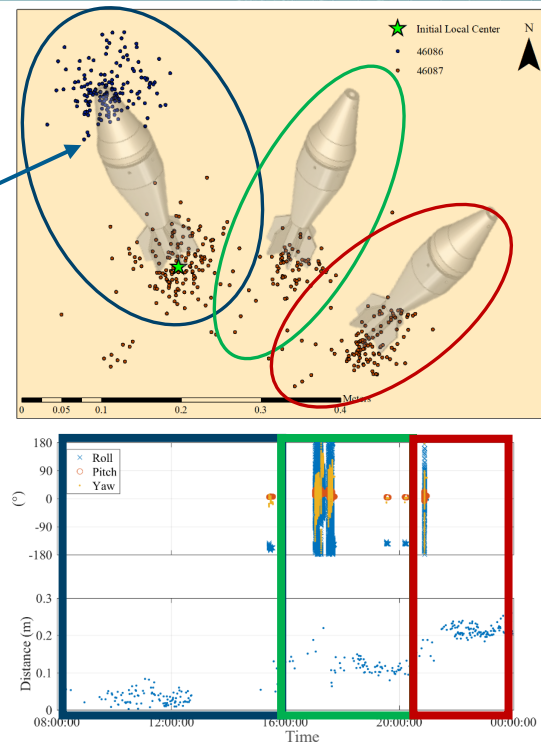 Initial Local Center
N
46086
46087
Meters
0 0.05 0.1 0.2 0.3 0.4
180
90
0
-90
-180
(°)
Roll
Pitch
Yaw
0.3
0.2
0.1
0
Distance (m)
08:00:00 12:00:00 16:00:00 20:00:00 00:00:00
Time